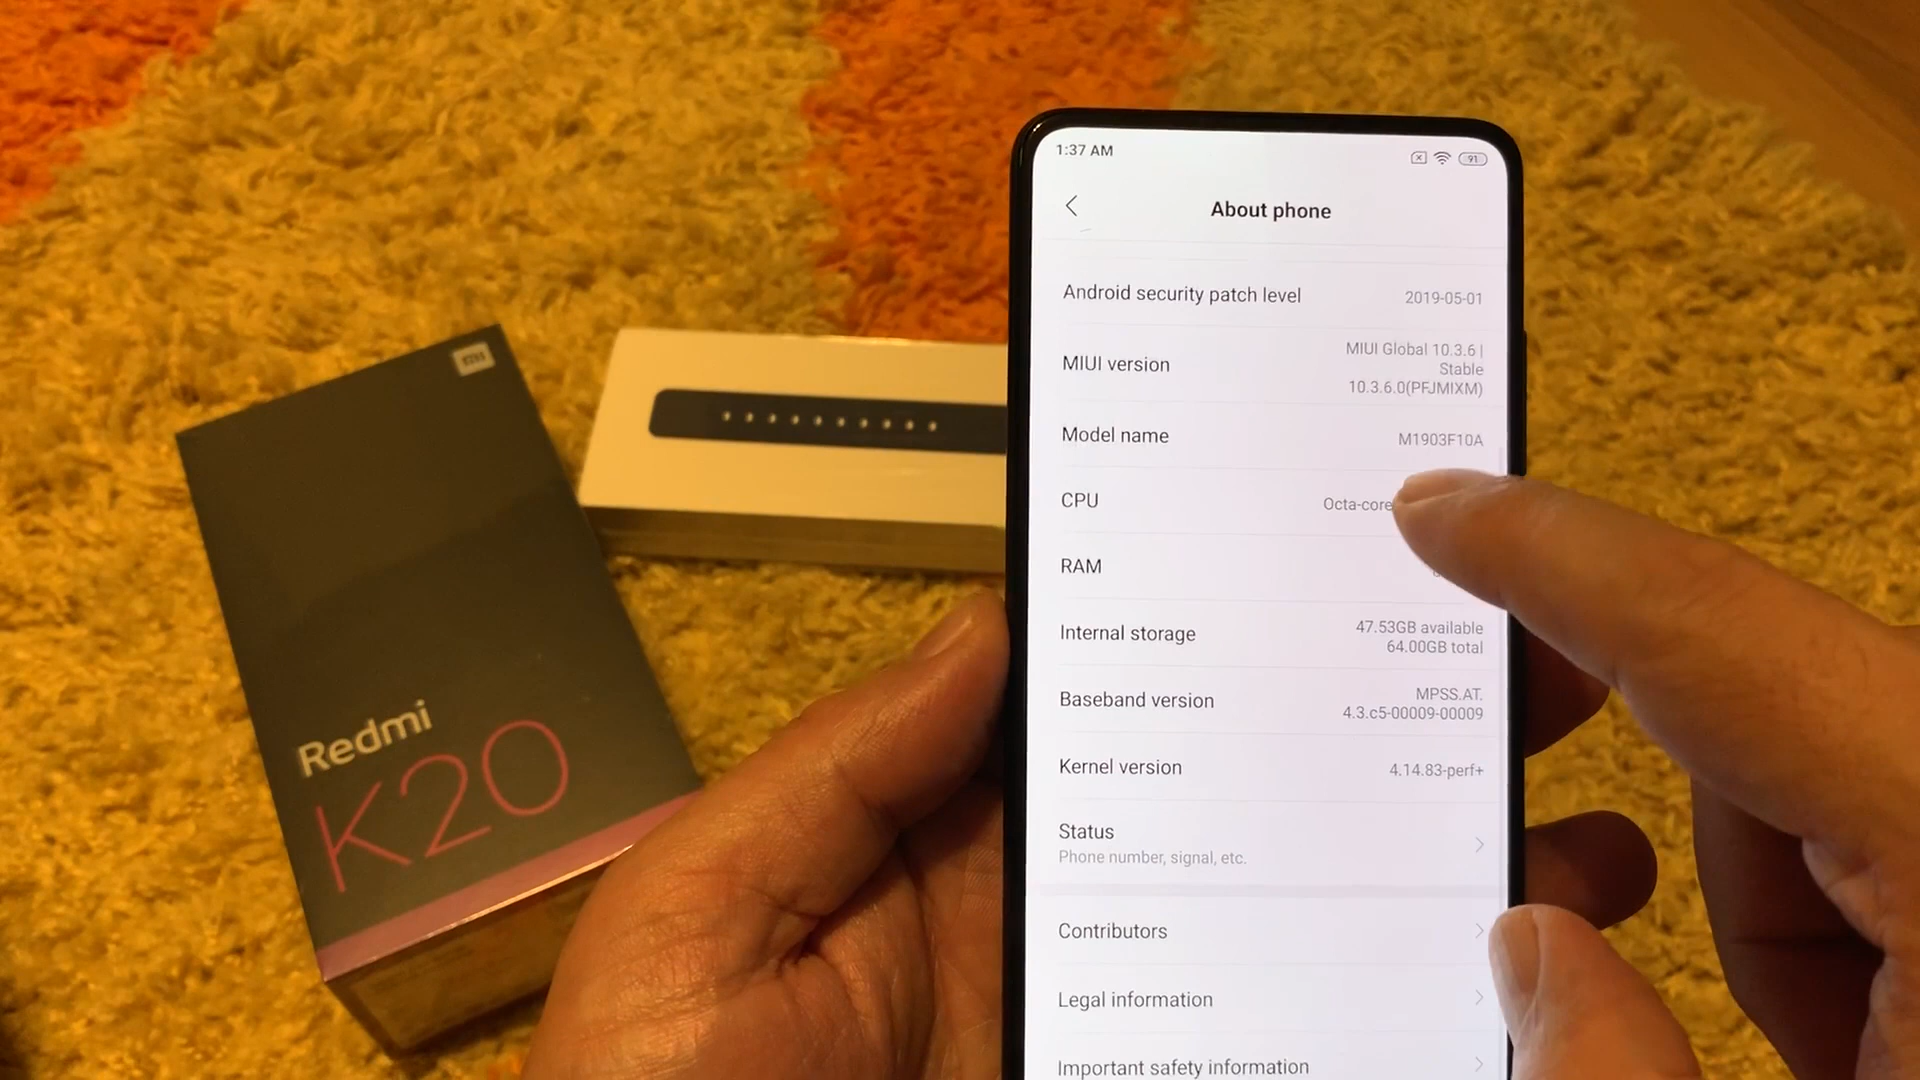 1:37 AM
91
About phone
Android security patch level
2019-05-01
MIUI version
MIUI Global 10.3.6 |
Stable
10.3.6.0(PFJMIXM)
Model name
M1903F10A
CPU
Octa-core
RAM
Internal storage
47.53GB available
64.00GB total
Baseband version
MPSS.AT.
4.3.c5-00009-00009
Kernel version
4.14.83-perf+
Status
Phone number, signal, etc.
Contributors
Legal information
Important safety information
Redmi
K20